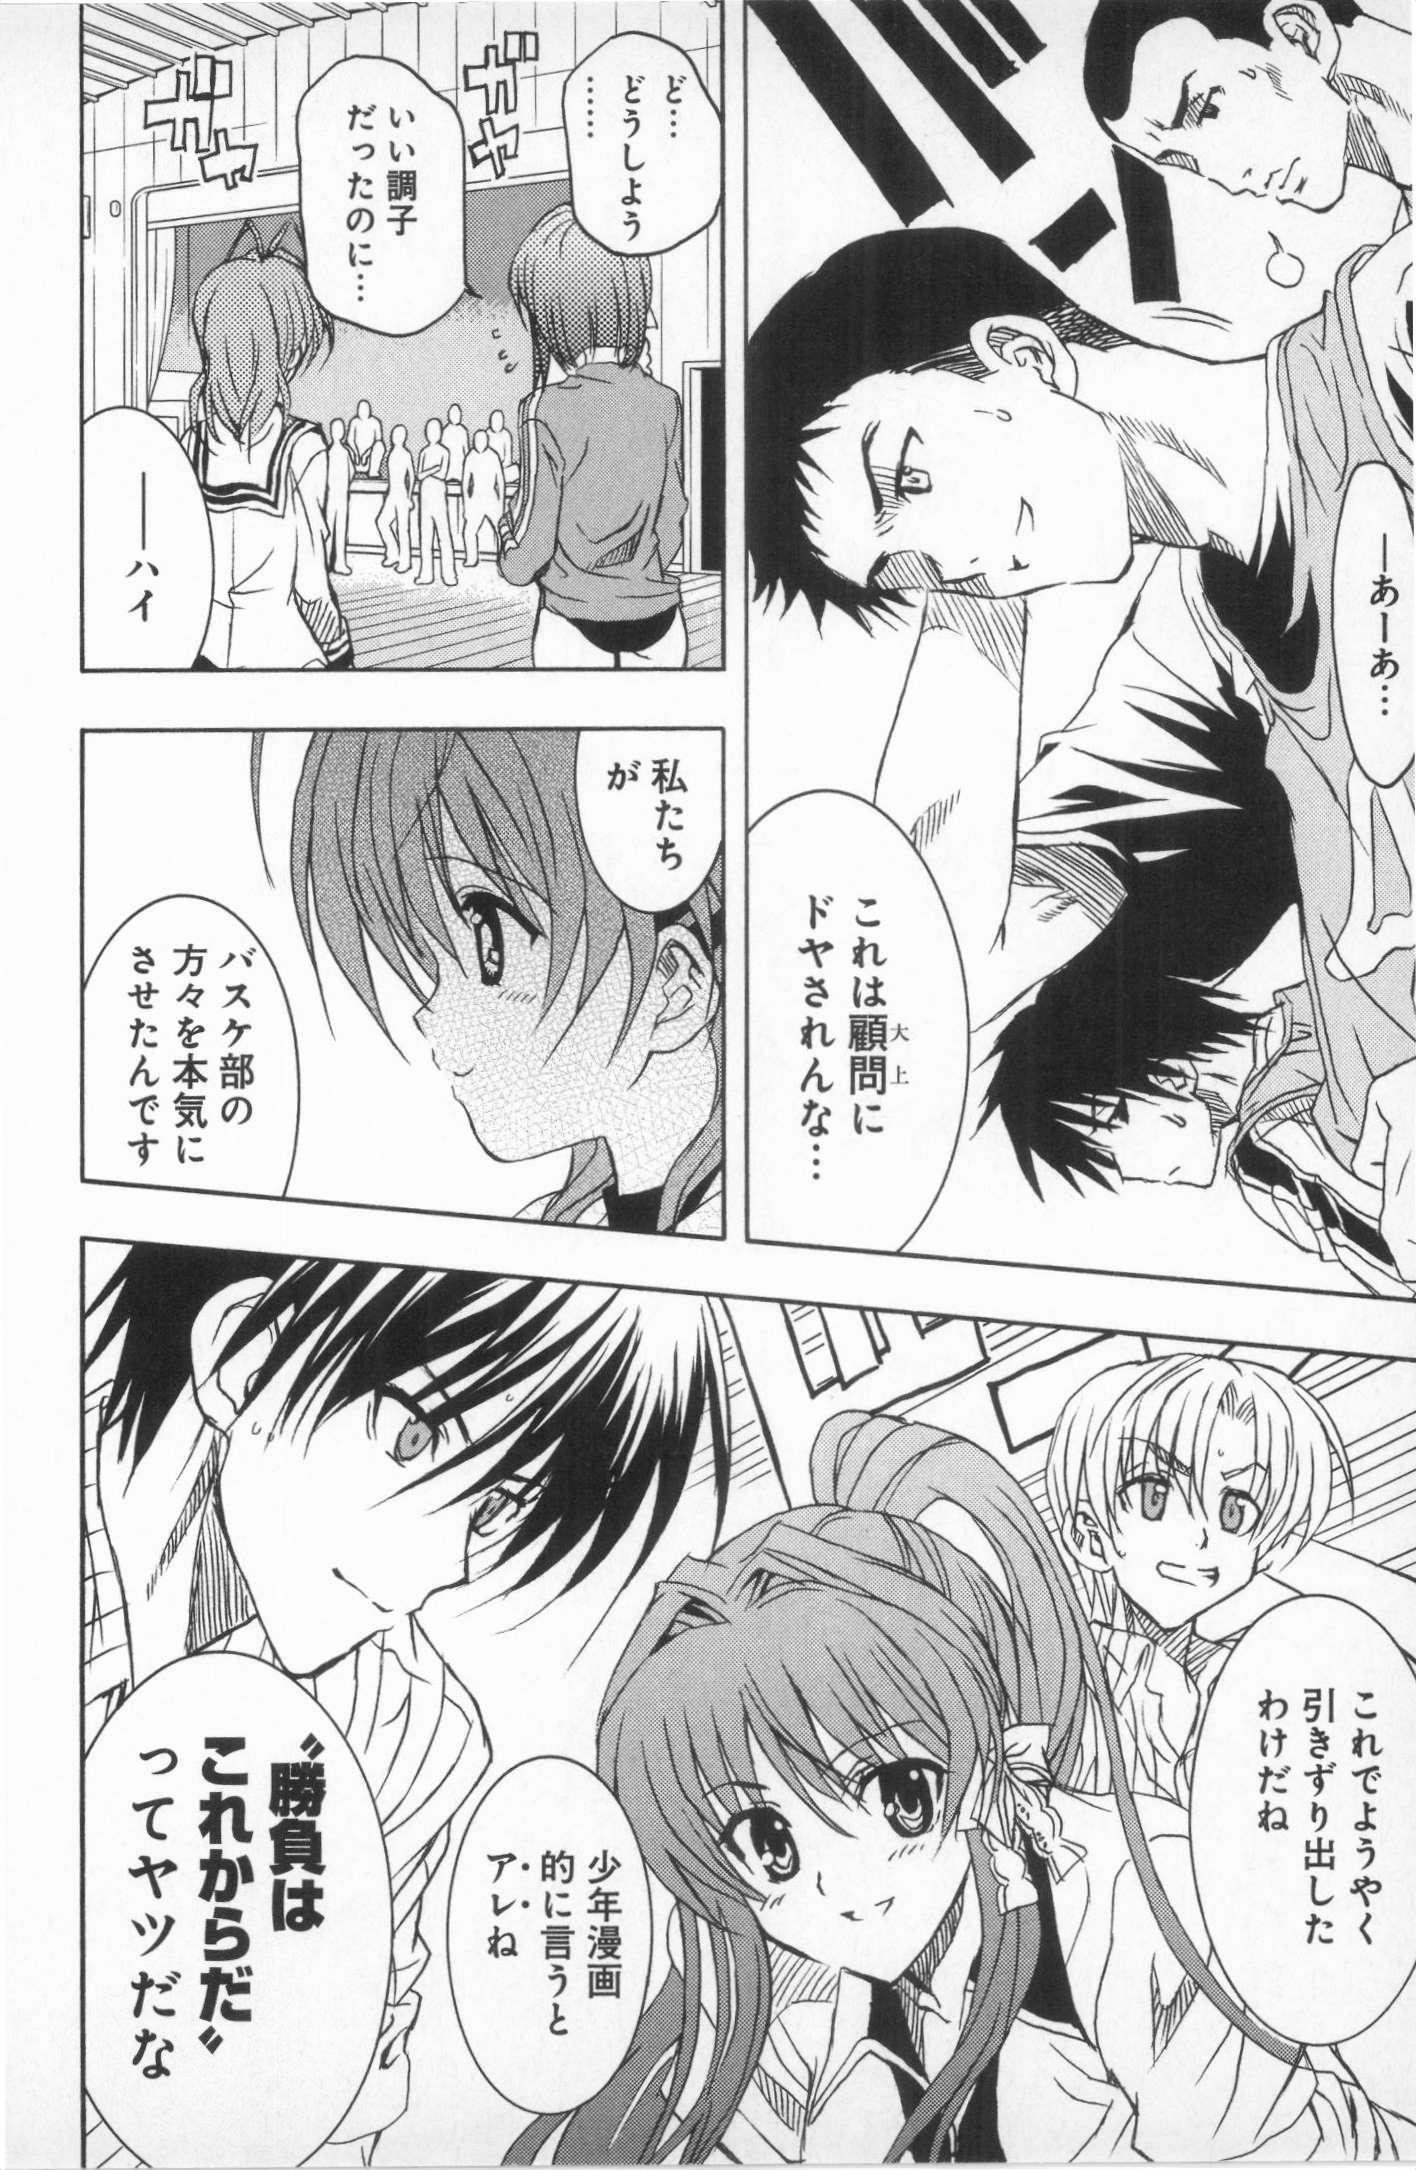 ―あーあ…
これは顧問に
大上
ドヤされんな…
ど…
どうしよう
……
いい調子
だったのに…
ギャ
ギャ
――ハイ
私たち
が
バスケ部の
方々を本気に
させたんです
これでようやく
引きずり出した
わけだね
少年漫画
的に言うと
アレね
〝勝負は
これからだ〟
ってヤツだな